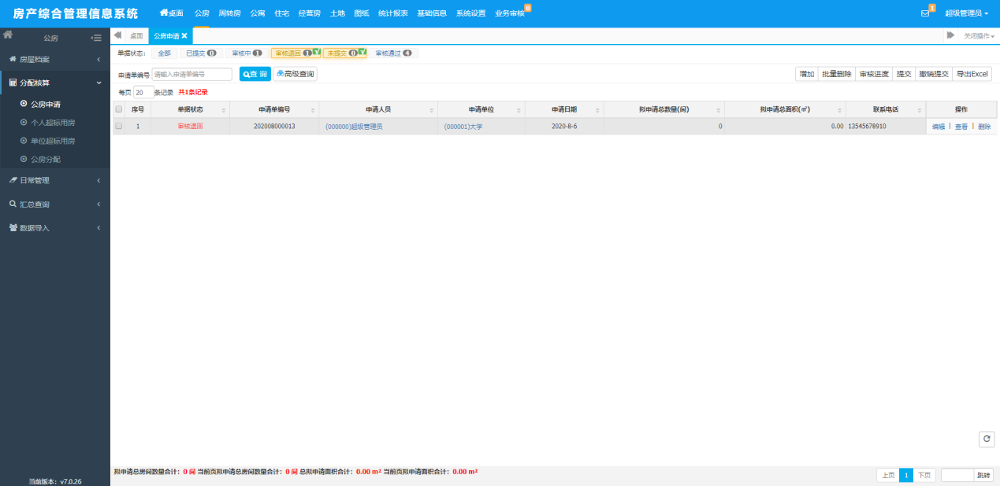 房产综合管理信息系统 桌面 公房 周转房 公寓 住宅 经营房 土地 图纸 统计报表 基础信息 系统设置 业务审核 0 1 超级管理员
公房 桌面 公房申请 关闭操作
单据状态: 全部 已提交 0 审核中 1 审核退回 1 未提交 0 审核通过 4
房屋档案
申请单编号 请输入申请单编号 查 询 高级查询 增加 批量删除 审核进度 提交 撤销提交 导出Excel
分配核算
每页 20 条记录 共1条记录
序号 单据状态 申请单编号 申请人员 申请单位 申请日期 拟申请总数量(间) 拟申请总面积(㎡) 联系电话 操作
公房申请
1 审核退回 202008000013 (000000)超级管理员 (000001)大学 2020-8-6 0 0.00 13545678910 编辑 | 查看 | 删除
个人超标用房
单位超标用房
公房分配
日常管理
汇总查询
数据导入
拟申请总房间数量合计: 0 间 当前页拟申请总房间数量合计: 0 间 总拟申请面积合计: 0.00 m² 当前页拟申请面积合计: 0.00 m²
上页 1 下页 跳转
当前版本: v7.0.26